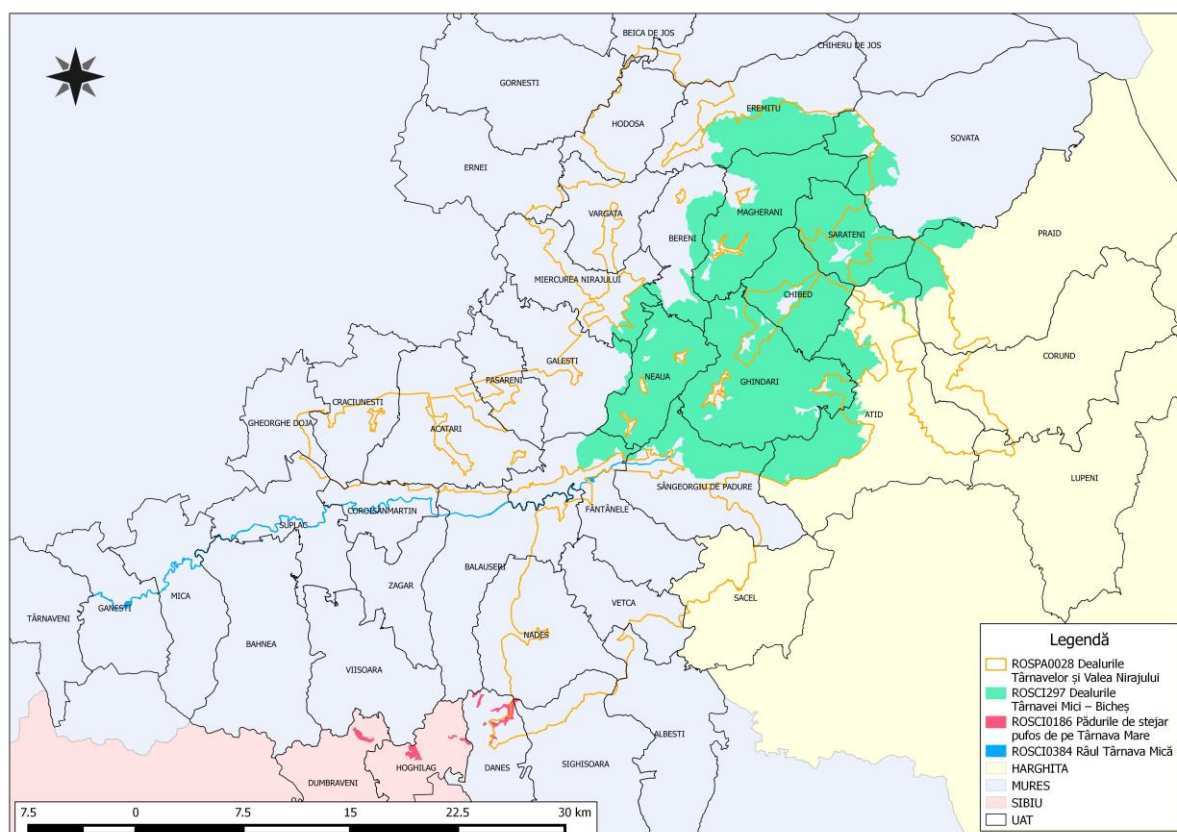 BEICA DE JOS
CHIHERU DE JOS
GORNESTI
EREMITU
HODOSA
SOVATA
ERNEI
VARGATA
MAGHERANI
BERENI
SARATENI
PRAID
MIERCUREA NIRAJULUI
CHIBED
GALESTI
CORUND
PASARENI
NEAUA
GHINDARI
CRACIUNESTI
GHEORGHE DOJA
ACATARI
ATID
LUPENI
SÂNGEORGIU DE PADURE
FÂNTÂNELE
COROISANMARTIN
SUPLAC
BALAUSERI
ZAGAR
SACEL
VETCA
MICA
GANESTI
TÂRNAVENI
NADES
BAHNEA
VIISOARA
ALBESTI
SIGHISOARA
DANES
HOGHILAG
DUMBRAVENI
7.5 0 7.5 15 22.5 30 km
Legendă
ROSPA0028 Dealurile
Târnavelor și Valea Nirajului
ROSCI297 Dealurile
Târnavei Mici – Bicheș
ROSCI0186 Pădurile de stejar
pufos de pe Târnava Mare
ROSCI0384 Râul Târnava Mică
HARGHITA
MURES
SIBIU
UAT